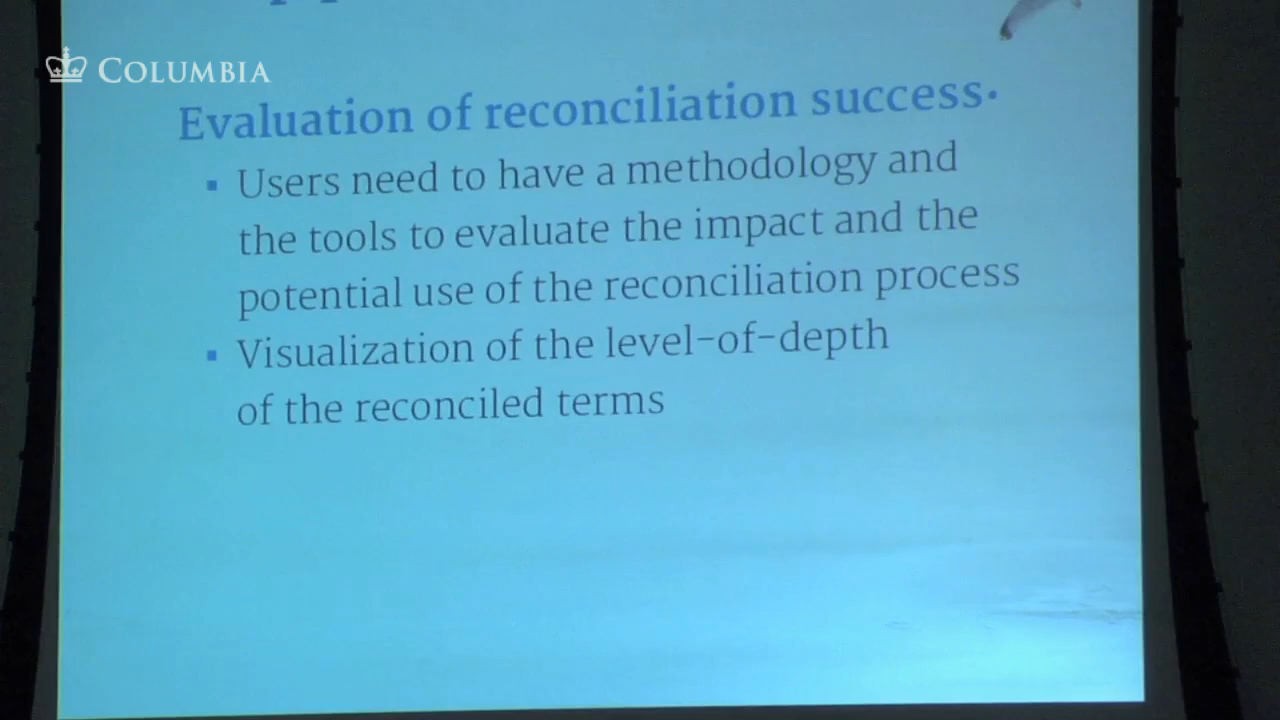 COLUMBIA
Evaluation of reconciliation success.
Users need to have a methodology and
the tools to evaluate the impact and the
potential use of the reconciliation process
Visualization of the level-of-depth
of the reconciled terms